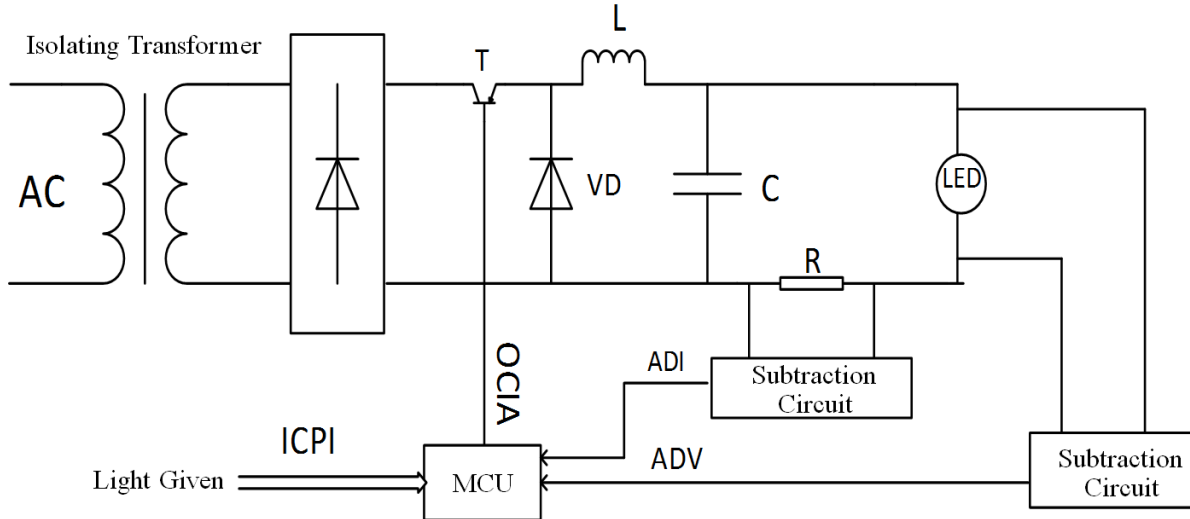 Isolating Transformer
L
T
AC
VD
C
LED
R
OCIA
ADI
Subtraction
Circuit
ICPI
ADV
Light Given
MCU
Subtraction
Circuit